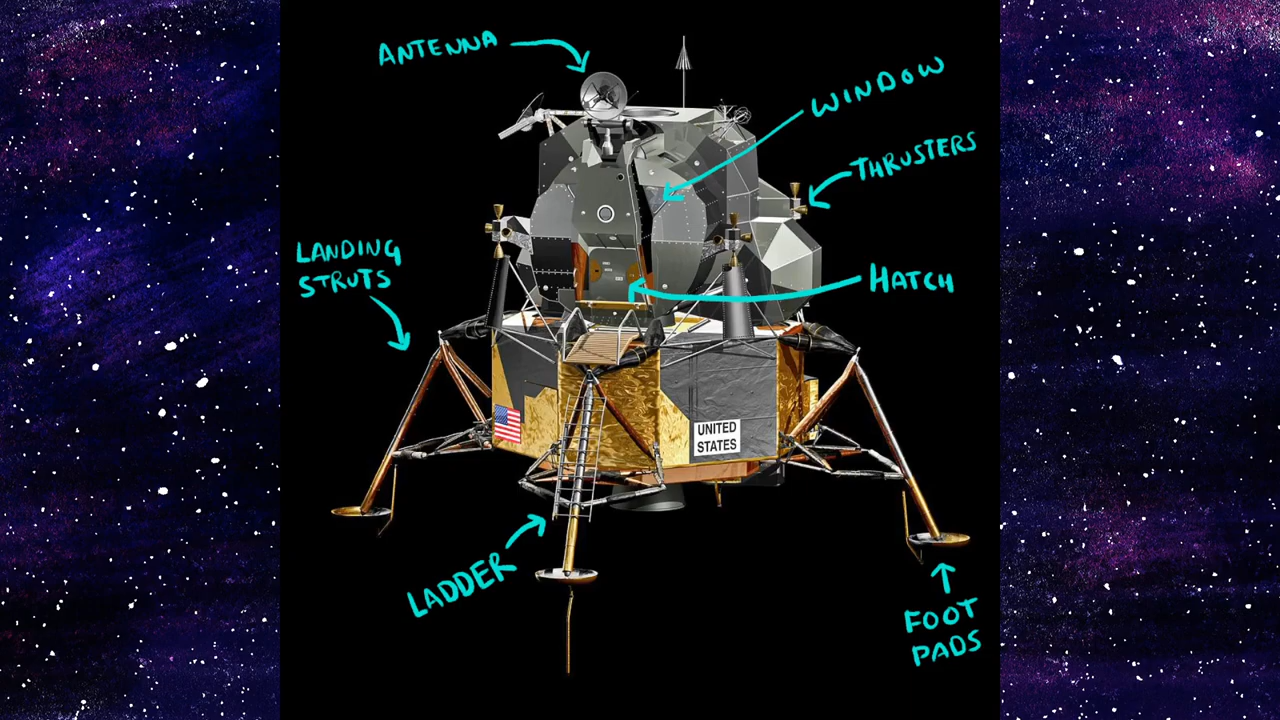 ANTENNA
WINDOW
THRUSTERS
LANDING
STRUTS
HATCH
UNITED
STATES
LADDER
FOOT
PADS